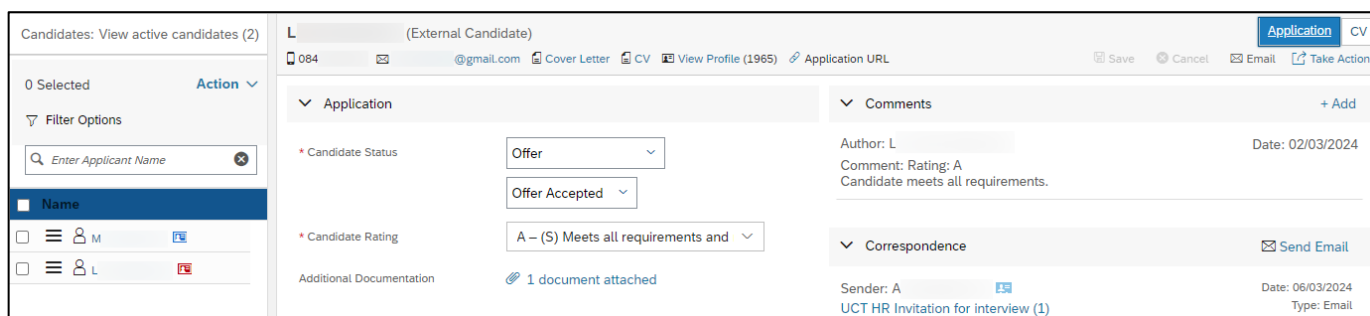 Candidates: View active candidates (2)
0 Selected Action
Filter Options
Enter Applicant Name
Name
M
L
L (External Candidate)
084 @gmail.com Cover Letter CV View Profile (1965) Application URL
Application CV
Save Cancel Email Take Action
Application
* Candidate Status Offer
Offer Accepted
* Candidate Rating A – (S) Meets all requirements and
Additional Documentation 1 document attached
Comments + Add
Author: L Date: 02/03/2024
Comment: Rating: A
Candidate meets all requirements.
Correspondence Send Email
Sender: A Date: 06/03/2024
UCT HR Invitation for interview (1) Type: Email